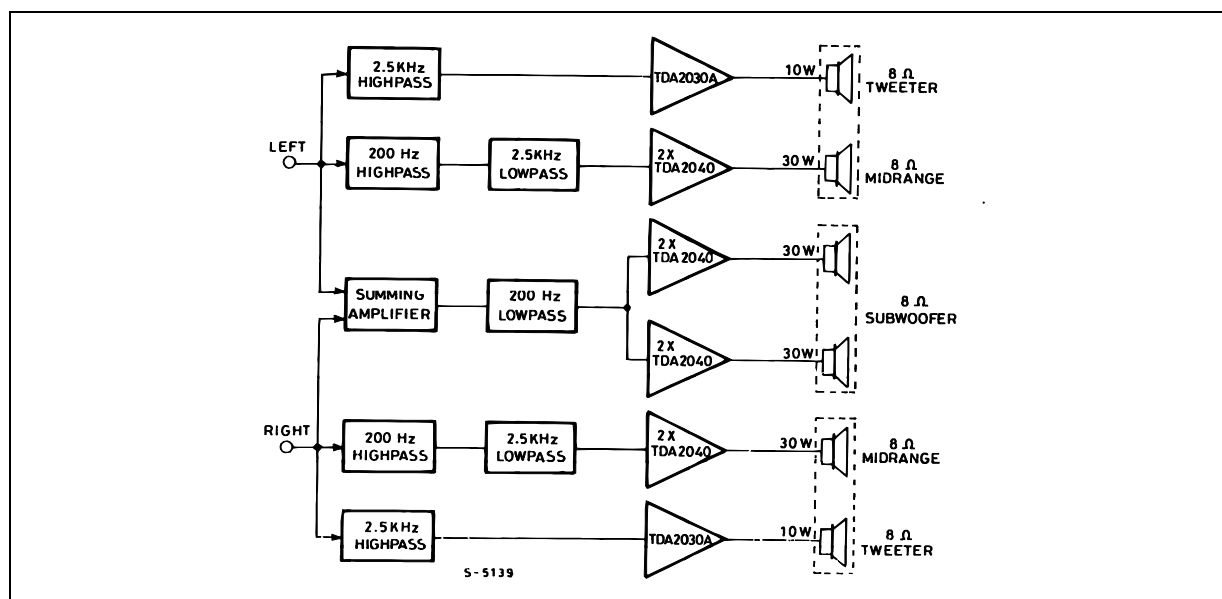 2.5KHz
HIGHPASS
TDA2030A
10W
8 Ω
TWEETER
LEFT
200 Hz
HIGHPASS
2.5KHz
LOWPASS
2X
TDA2040
30W
8 Ω
MIDRANGE
2X
TDA2040
30W
SUMMING
AMPLIFIER
200 Hz
LOWPASS
8 Ω
SUBWOOFER
2X
TDA2040
30W
RIGHT
200 Hz
HIGHPASS
2.5KHz
LOWPASS
2X
TDA2040
30W
8 Ω
MIDRANGE
2.5KHz
HIGHPASS
TDA2030A
10W
8 Ω
TWEETER
S-5139